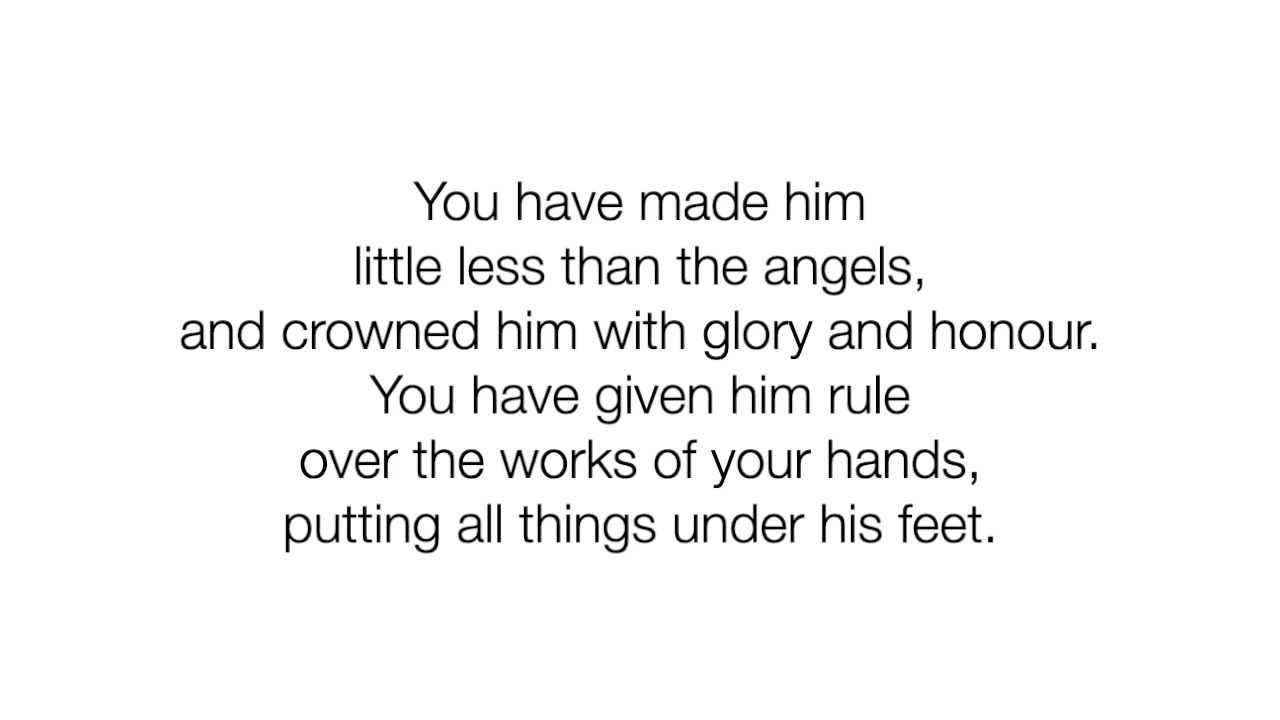 You have made him
little less than the angels,
and crowned him with glory and honour.
You have given him rule
over the works of your hands,
putting all things under his feet.